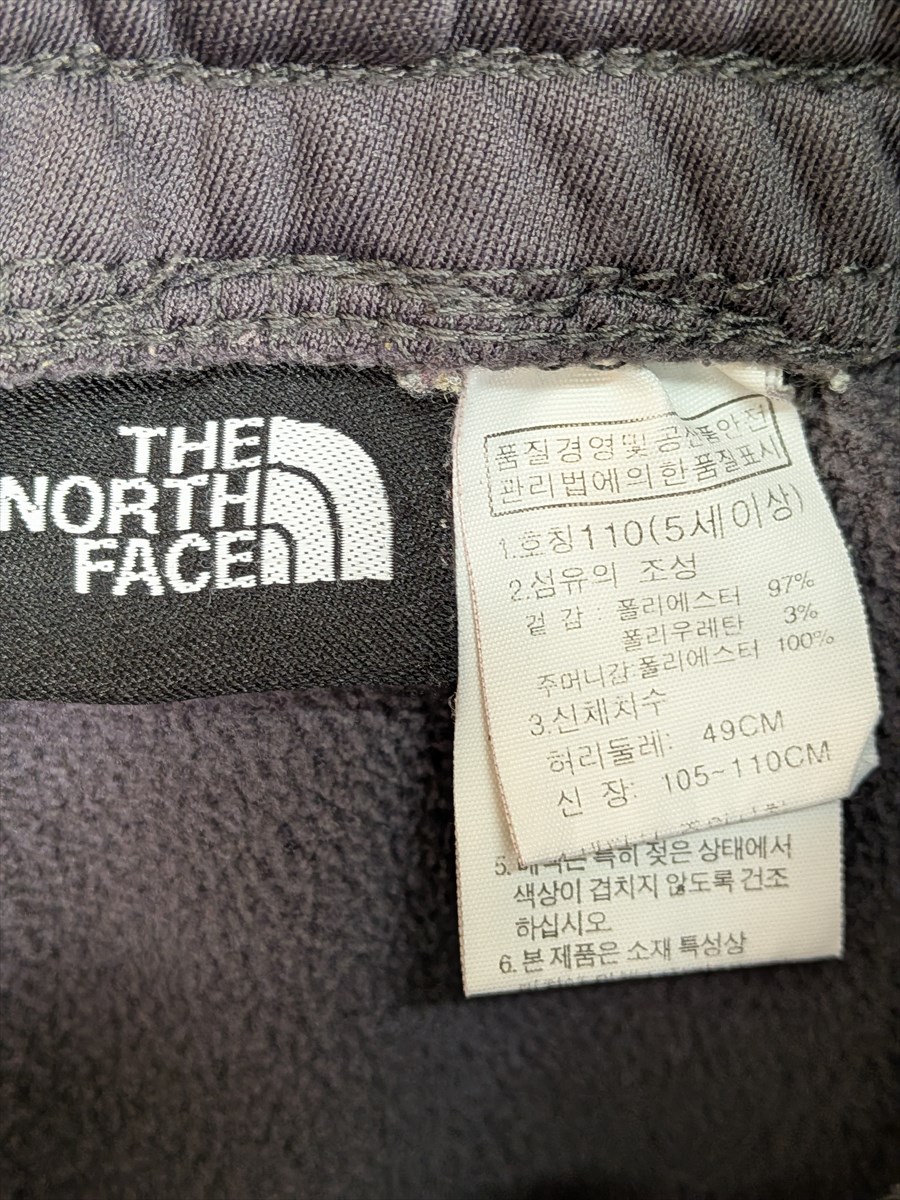 THE
NORTH
FACE
품질경영및 공산품안전
관리법에의한 품질표시
1.호칭110(5세이상)
2.섬유의 조성
겉 감 : 폴리에스터 97%
폴리우레탄 3%
주머니감:폴리에스터 100%
3.신체치수
허리둘레: 49CM
신 장: 105~110CM
5. 특히 젖은 상태에서
색상이 겹치지 않도록 건조
하십시오
6. 본 제품은 소재 특성상